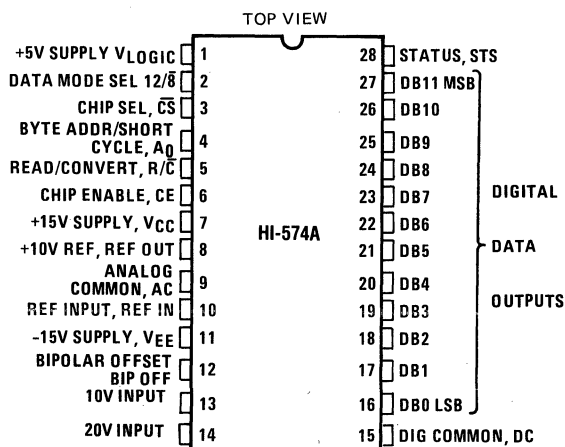 TOP VIEW
+5V SUPPLY VLOGIC 1
DATA MODE SEL 12/8̅ 2
CHIP SEL, C̅S̅ 3
BYTE ADDR/SHORT
CYCLE, A0 4
READ/CONVERT, R/C̅ 5
CHIP ENABLE, CE 6
+15V SUPPLY, VCC 7
+10V REF, REF OUT 8
ANALOG
COMMON, AC 9
REF INPUT, REF IN 10
-15V SUPPLY, VEE 11
BIPOLAR OFFSET
BIP OFF 12
10V INPUT 13
20V INPUT 14
HI-574A
28 STATUS, STS
27 DB11 MSB
26 DB10
25 DB9
24 DB8
23 DB7
22 DB6
21 DB5
20 DB4
19 DB3
18 DB2
17 DB1
16 DB0 LSB
15 DIG COMMON, DC
DIGITAL
DATA
OUTPUTS